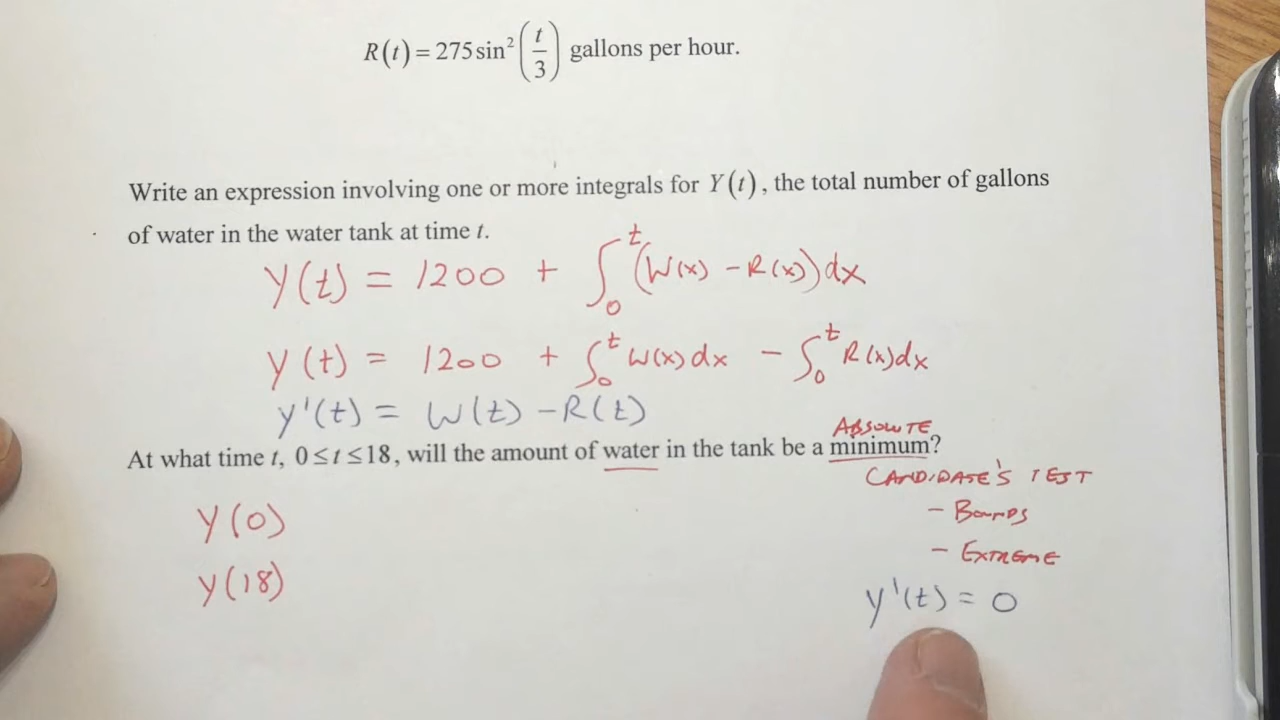 R(t) = 275 sin²(t/3) gallons per hour.
Write an expression involving one or more integrals for Y(t), the total number of gallons
of water in the water tank at time t.
Y(t) = 1200 + ∫₀ᵗ (W(x) - R(x)) dx
Y(t) = 1200 + ∫₀ᵗ W(x) dx - ∫₀ᵗ R(x) dx
Y'(t) = W(t) - R(t)
ABSOLUTE
At what time t, 0 ≤ t ≤ 18, will the amount of water in the tank be a minimum?
CANDIDATE'S TEST
Y(0)
- BOUNDS
- EXTREME
Y(18)
Y'(t) = 0